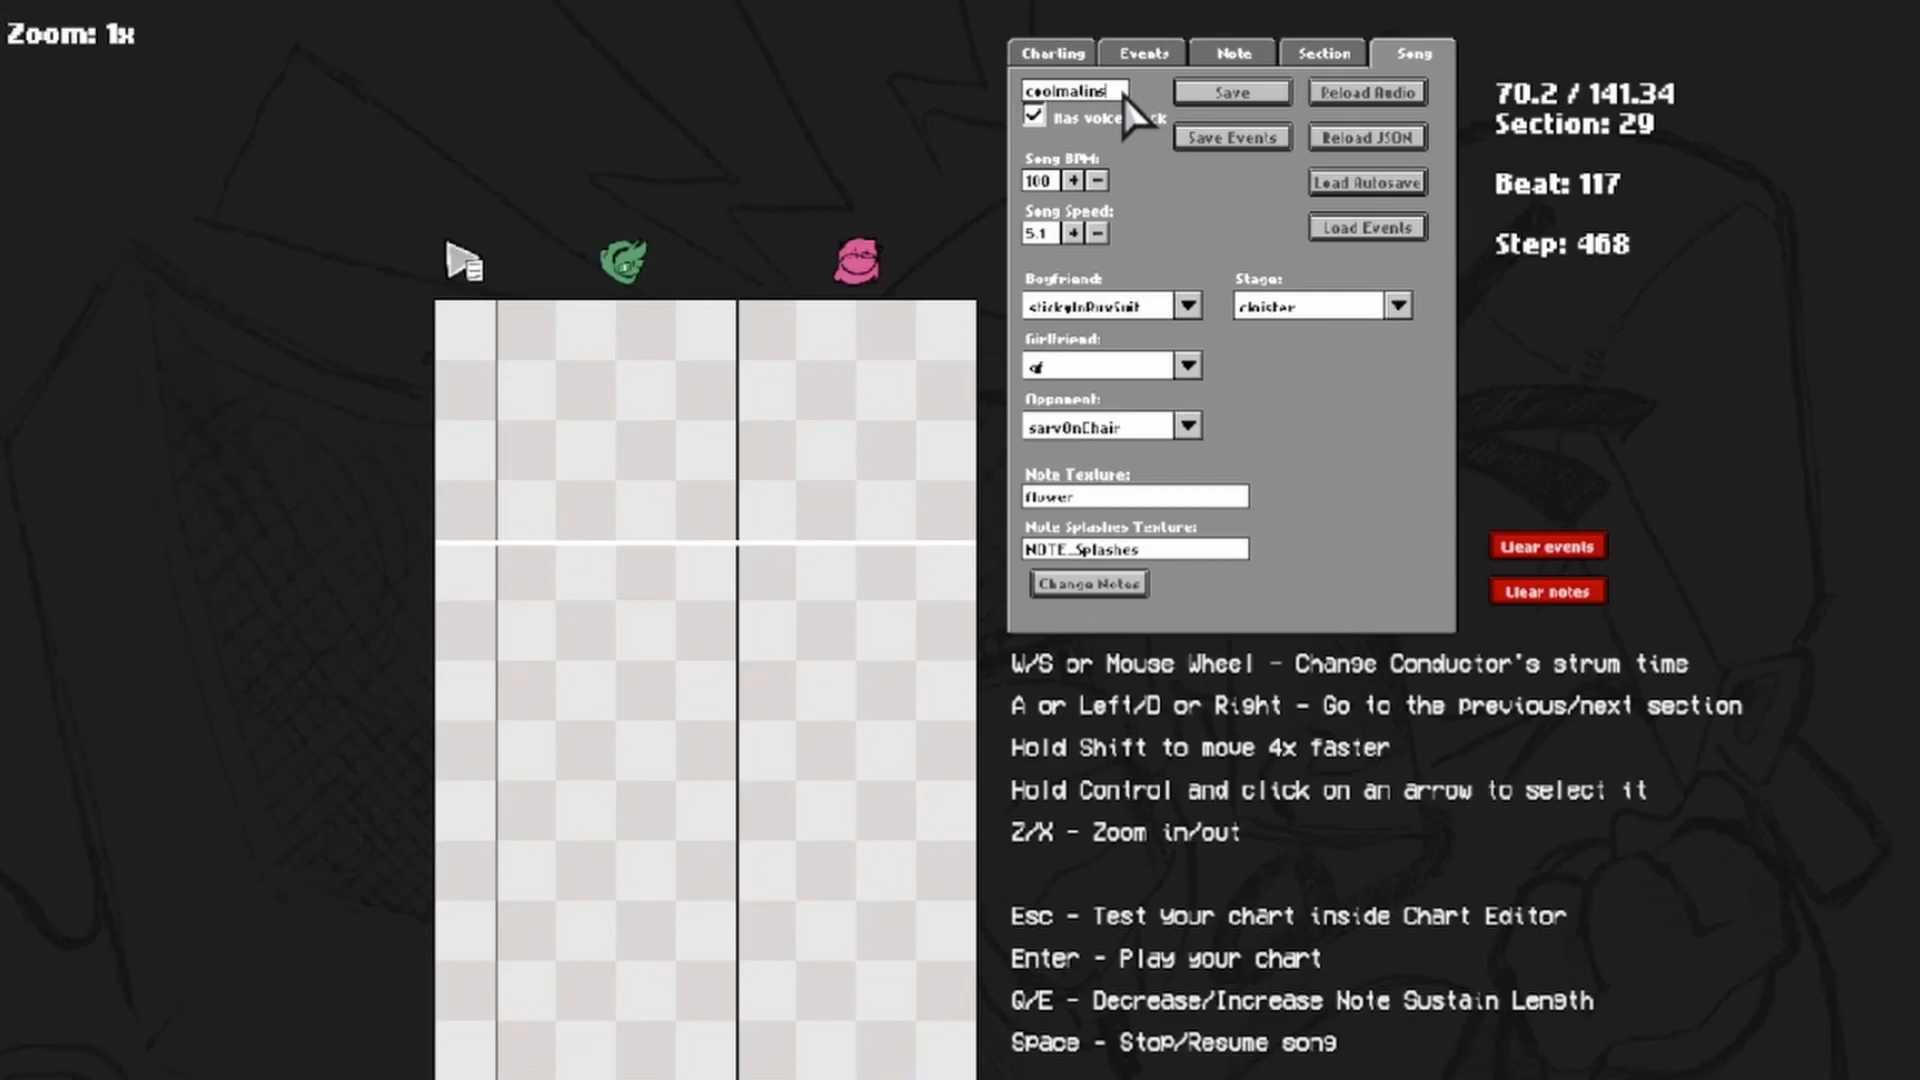 Zoom: 1x
Charting Events Note Section Song
coolmatins Save Reload Audio
Has voice
Save Events Reload JSON
Song BPM:
100 + - Load Autosave
Song Speed:
5.1 + - Load Events
Boyfriend: Stage:
cloister
Girlfriend:
gf
Opponent:
sarvOnChair
Note Texture:
flower
Note Splashes Texture:
NOTE_Splashes
Change Notes
70.2 / 141.34
Section: 29
Beat: 117
Step: 468
Clear events
Clear notes
W/S or Mouse Wheel - Change Conductor's strum time
A or Left/D or Right - Go to the previous/next section
Hold Shift to move 4x faster
Hold Control and click on an arrow to select it
Z/X - Zoom in/out
Esc - Test your chart inside Chart Editor
Enter - Play your chart
Q/E - Decrease/Increase Note Sustain Length
Space - Stop/Resume song